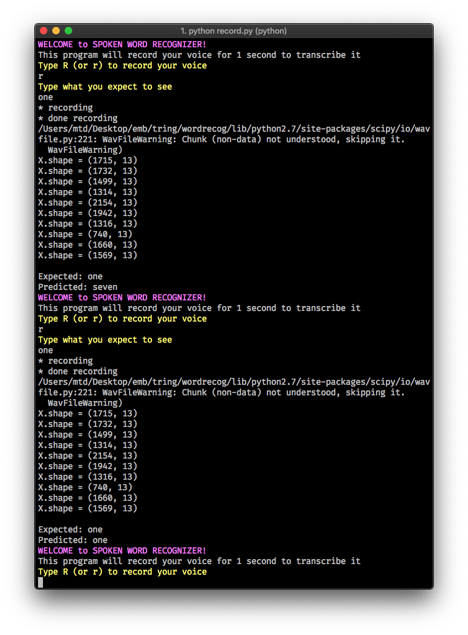 1. python record.py (python)
WELCOME to SPOKEN WORD RECOGNIZER!
This program will record your voice for 1 second to transcribe it
Type R (or r) to record your voice
r
Type what you expect to see
one
* recording
* done recording
/Users/mtd/Desktop/emb/tring/wordrecog/lib/python2.7/site-packages/scipy/io/wav
file.py:221: WavFileWarning: Chunk (non-data) not understood, skipping it.
  WavFileWarning)
X.shape = (1715, 13)
X.shape = (1732, 13)
X.shape = (1499, 13)
X.shape = (1314, 13)
X.shape = (2154, 13)
X.shape = (1942, 13)
X.shape = (1316, 13)
X.shape = (740, 13)
X.shape = (1660, 13)
X.shape = (1569, 13)

Expected: one
Predicted: seven
WELCOME to SPOKEN WORD RECOGNIZER!
This program will record your voice for 1 second to transcribe it
Type R (or r) to record your voice
r
Type what you expect to see
one
* recording
* done recording
/Users/mtd/Desktop/emb/tring/wordrecog/lib/python2.7/site-packages/scipy/io/wav
file.py:221: WavFileWarning: Chunk (non-data) not understood, skipping it.
  WavFileWarning)
X.shape = (1715, 13)
X.shape = (1732, 13)
X.shape = (1499, 13)
X.shape = (1314, 13)
X.shape = (2154, 13)
X.shape = (1942, 13)
X.shape = (1316, 13)
X.shape = (740, 13)
X.shape = (1660, 13)
X.shape = (1569, 13)

Expected: one
Predicted: one
WELCOME to SPOKEN WORD RECOGNIZER!
This program will record your voice for 1 second to transcribe it
Type R (or r) to record your voice